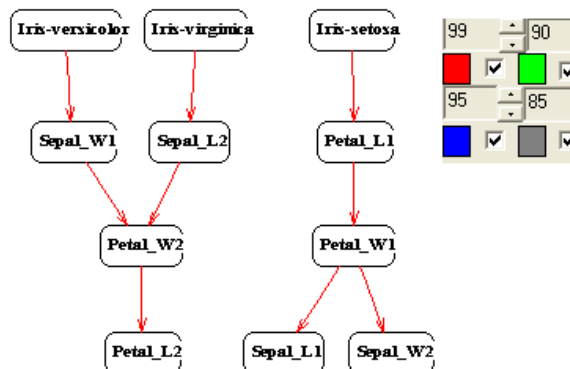 Iris-versicolor Iris-virginica Iris-setosa 99 90
95 85
Sepal_W1 Sepal_L2 Petal_L1
Petal_W2 Petal_W1
Petal_L2 Sepal_L1 Sepal_W2